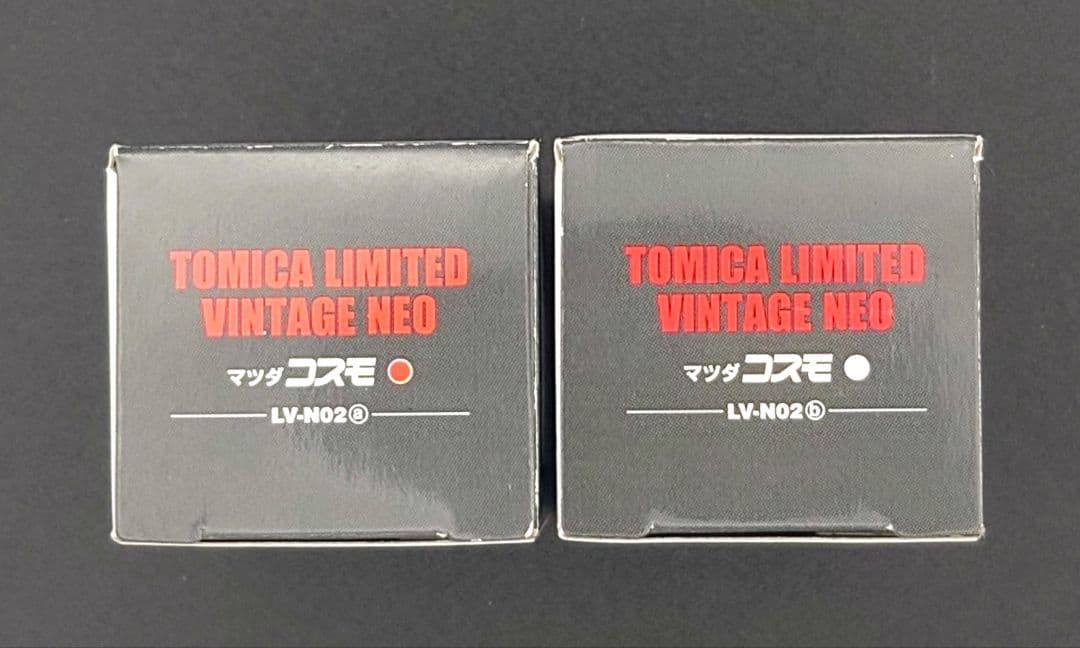 TOMICA LIMITED
VINTAGE NEO
マツダ コスモ
LV-N02ⓐ
TOMICA LIMITED
VINTAGE NEO
マツダ コスモ
LV-N02ⓑ